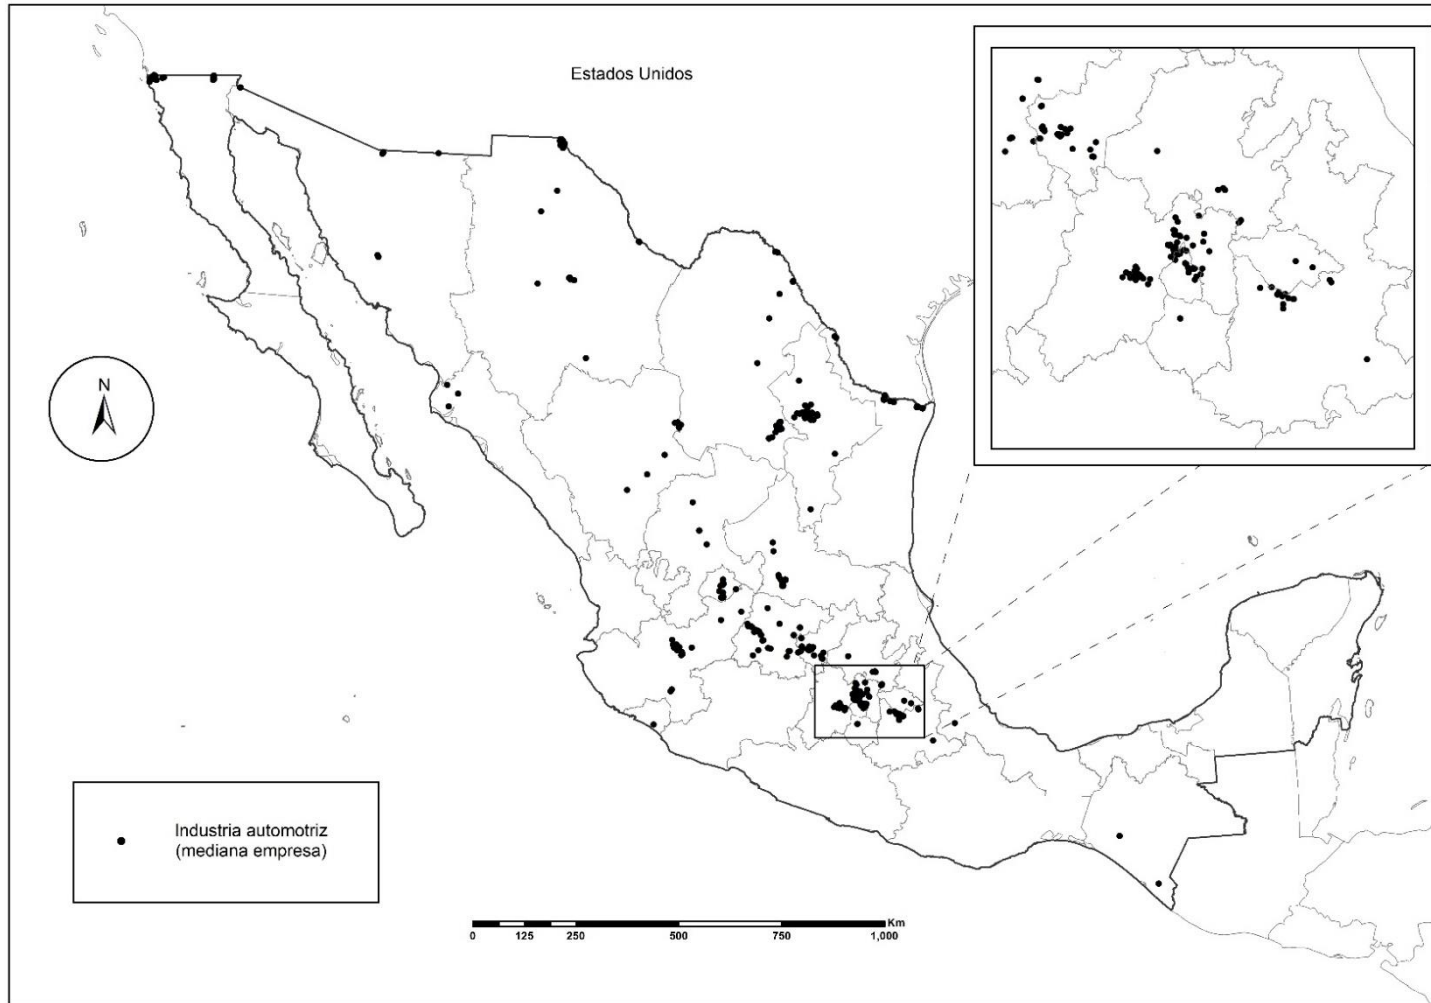 Estados Unidos
N
Industria automotriz
(mediana empresa)
Km
0 125 250 500 750 1,000